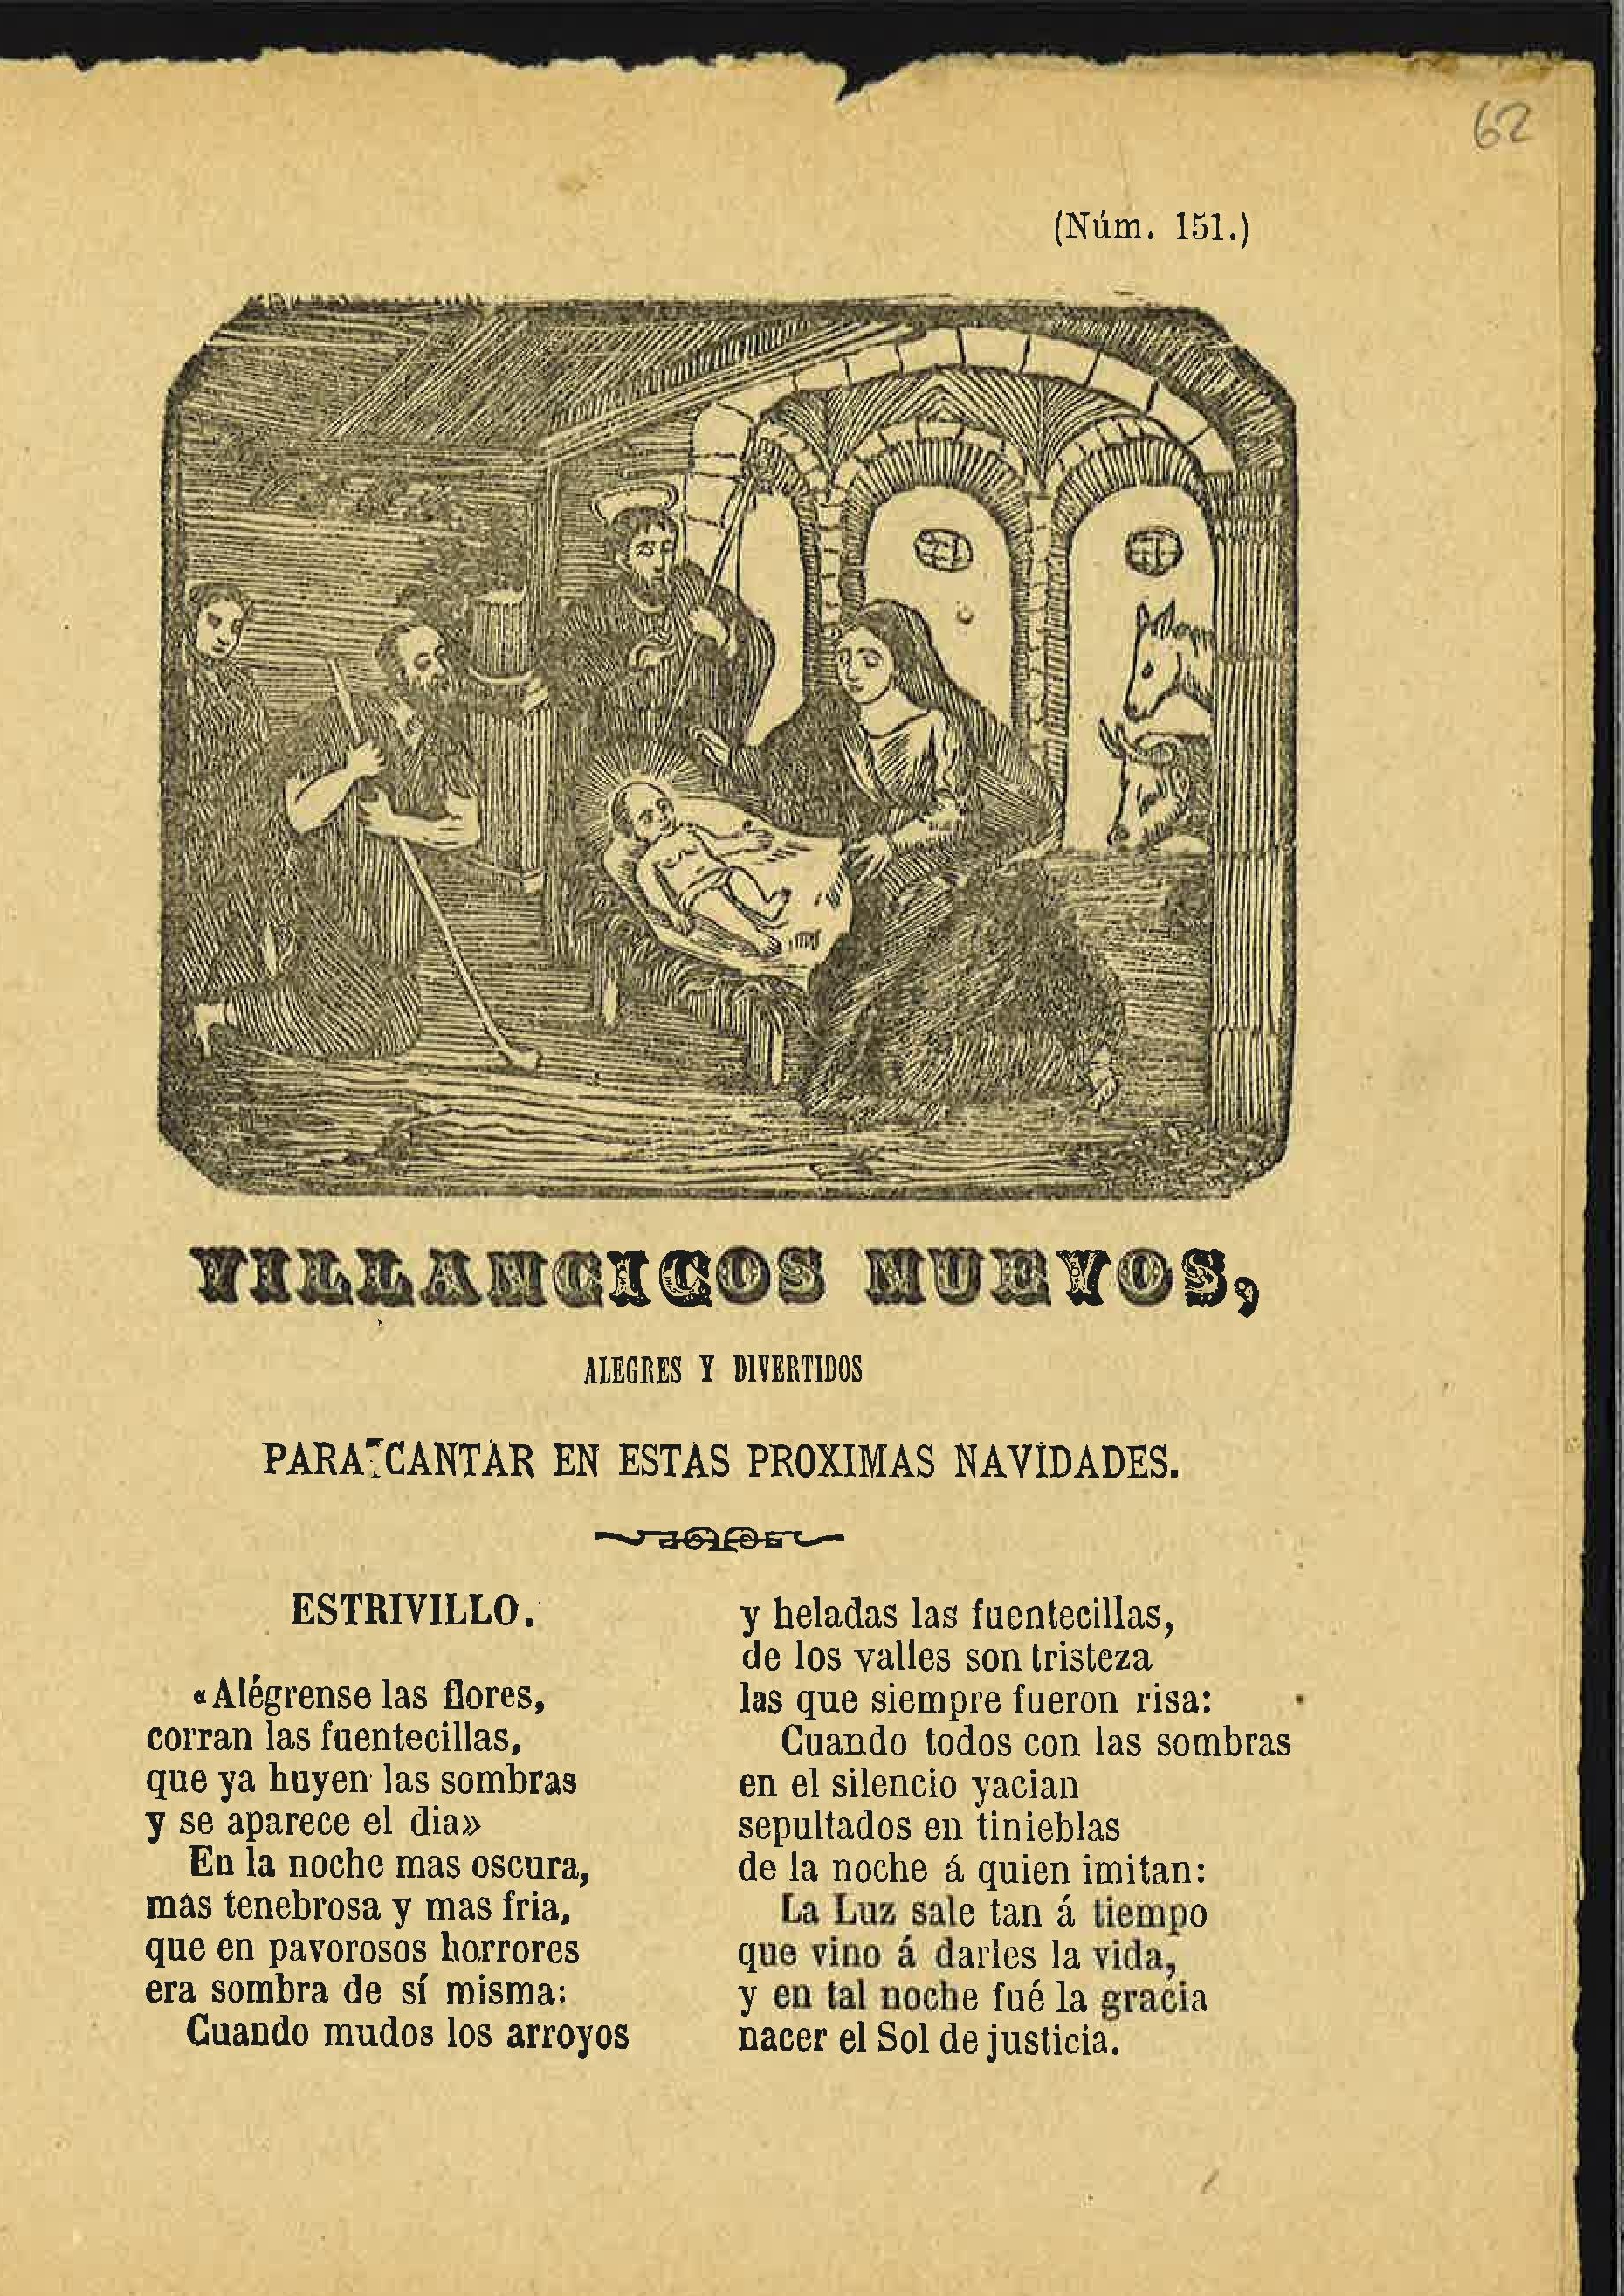 62
(Núm. 151.)
VILLANCICOS NUEVOS,
ALEGRES Y DIVERTIDOS
PARA CANTAR EN ESTAS PROXIMAS NAVIDADES.
ESTRIVILLO.
«Alégrense las flores,
corran las fuentecillas,
que ya huyen las sombras
y se aparece el dia»
En la noche mas oscura,
mas tenebrosa y mas fria,
que en pavorosos horrores
era sombra de sí misma:
Cuando mudos los arroyos
y heladas las fuentecillas,
de los valles son tristeza
las que siempre fueron risa:
Cuando todos con las sombras
en el silencio yacian
sepultados en tinieblas
de la noche á quien imitan:
La Luz sale tan á tiempo
que vino á darles la vida,
y en tal noche fué la gracia
nacer el Sol de justicia.